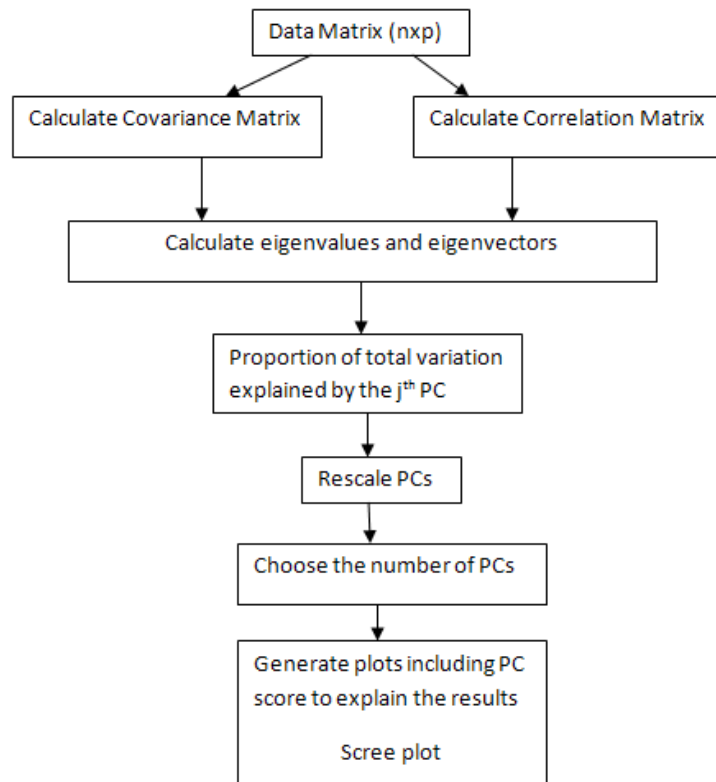 Data Matrix (nxp)
Calculate Covariance Matrix
Calculate Correlation Matrix
Calculate eigenvalues and eigenvectors
Proportion of total variation
explained by the jth PC
Rescale PCs
Choose the number of PCs
Generate plots including PC
score to explain the results
Scree plot